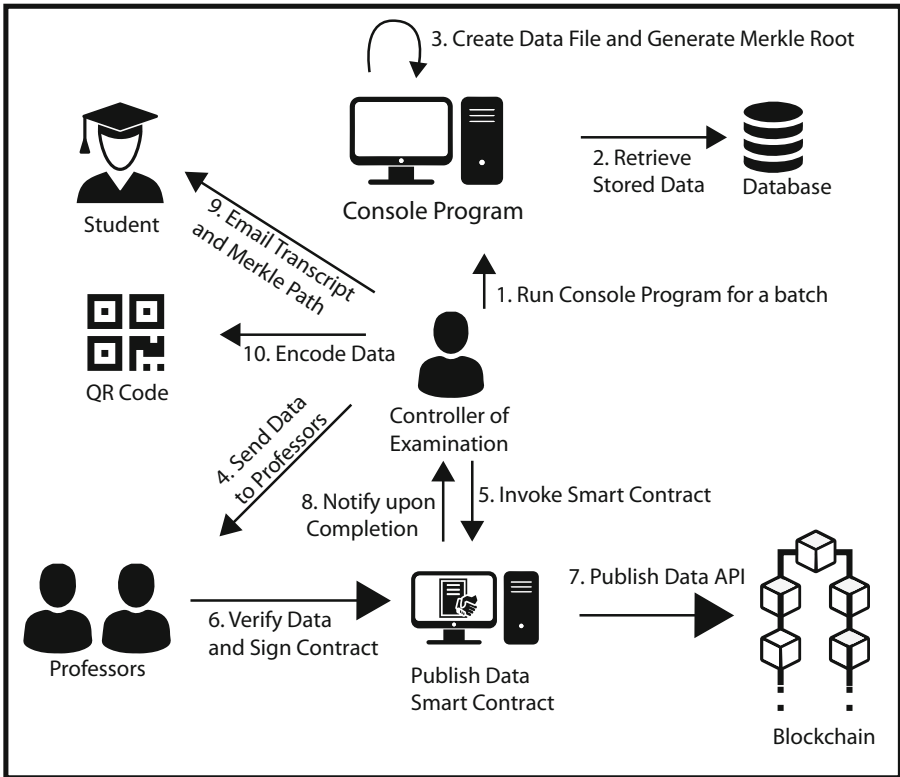 3. Create Data File and Generate Merkle Root
2. Retrieve
Stored Data
Database
Console Program
Student
9. Email Transcript
and Merkle Path
1. Run Console Program for a batch
10. Encode Data
QR Code
Controller of
Examination
4. Send Data
to Professors
8. Notify upon
Completion
5. Invoke Smart Contract
7. Publish Data API
6. Verify Data
and Sign Contract
Professors
Publish Data
Smart Contract
Blockchain